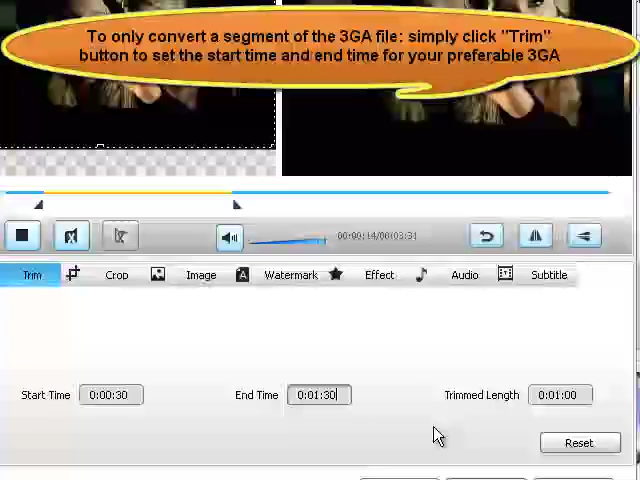 To only convert a segment of the 3GA file: simply click "Trim"
button to set the start time and end time for your preferable 3GA
00:00:14/00:03:31
Trim Crop Image Watermark Effect Audio Subtitle
Start Time 0:00:30 End Time 0:01:30 Trimmed Length 0:01:00
Reset